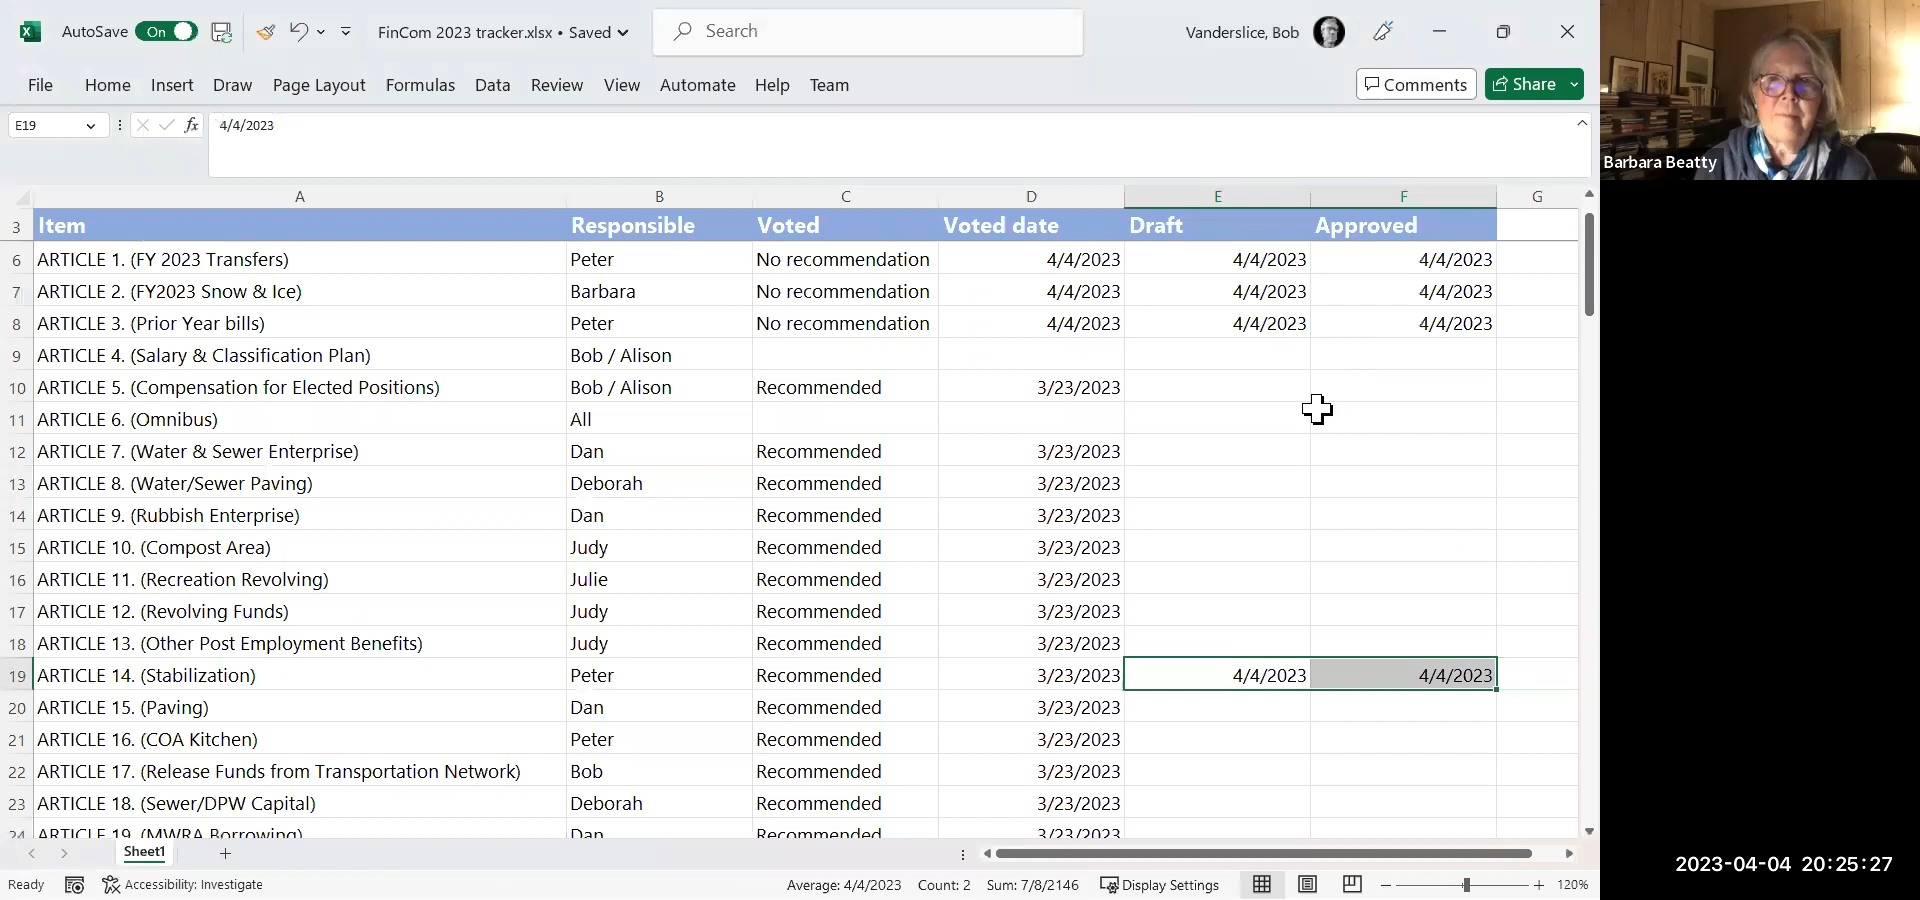 AutoSave On FinCom 2023 tracker.xlsx • Saved Search Vanderslice, Bob
File Home Insert Draw Page Layout Formulas Data Review View Automate Help Team Comments Share
E19 fx 4/4/2023
Barbara Beatty
A B C D E F G
3 Item Responsible Voted Voted date Draft Approved
6 ARTICLE 1. (FY 2023 Transfers) Peter No recommendation 4/4/2023 4/4/2023 4/4/2023
7 ARTICLE 2. (FY2023 Snow & Ice) Barbara No recommendation 4/4/2023 4/4/2023 4/4/2023
8 ARTICLE 3. (Prior Year bills) Peter No recommendation 4/4/2023 4/4/2023 4/4/2023
9 ARTICLE 4. (Salary & Classification Plan) Bob / Alison
10 ARTICLE 5. (Compensation for Elected Positions) Bob / Alison Recommended 3/23/2023
11 ARTICLE 6. (Omnibus) All
12 ARTICLE 7. (Water & Sewer Enterprise) Dan Recommended 3/23/2023
13 ARTICLE 8. (Water/Sewer Paving) Deborah Recommended 3/23/2023
14 ARTICLE 9. (Rubbish Enterprise) Dan Recommended 3/23/2023
15 ARTICLE 10. (Compost Area) Judy Recommended 3/23/2023
16 ARTICLE 11. (Recreation Revolving) Julie Recommended 3/23/2023
17 ARTICLE 12. (Revolving Funds) Judy Recommended 3/23/2023
18 ARTICLE 13. (Other Post Employment Benefits) Judy Recommended 3/23/2023
19 ARTICLE 14. (Stabilization) Peter Recommended 3/23/2023 4/4/2023 4/4/2023
20 ARTICLE 15. (Paving) Dan Recommended 3/23/2023
21 ARTICLE 16. (COA Kitchen) Peter Recommended 3/23/2023
22 ARTICLE 17. (Release Funds from Transportation Network) Bob Recommended 3/23/2023
23 ARTICLE 18. (Sewer/DPW Capital) Deborah Recommended 3/23/2023
24 ARTICLE 19. (MWRA Borrowing) Dan Recommended 3/23/2023
Sheet1
2023-04-04 20:25:27
Ready Accessibility: Investigate Average: 4/4/2023 Count: 2 Sum: 7/8/2146 Display Settings 120%